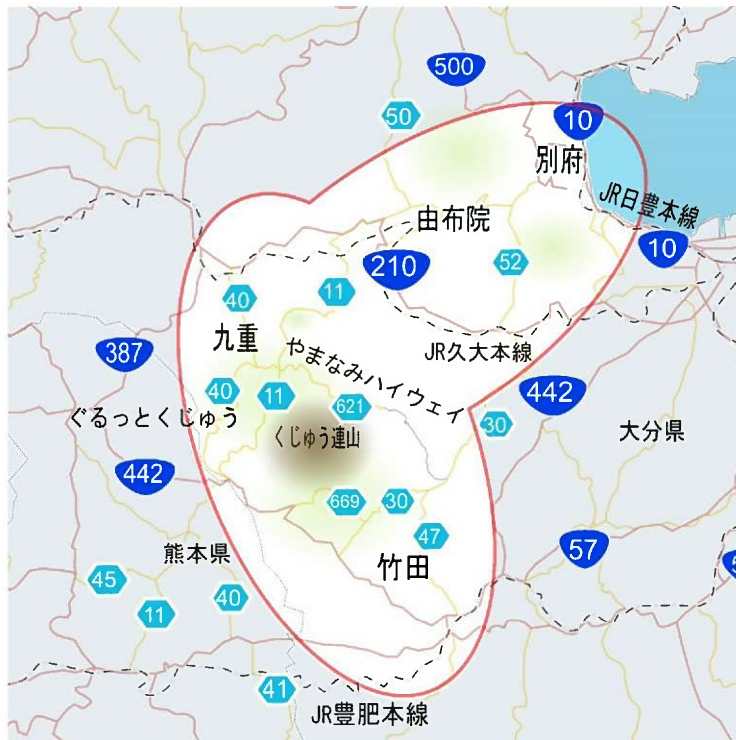 500
50
10
別府
JR日豊本線
由布院
10
210
52
11
40
九重
387
JR久大本線
やまなみハイウェイ
40
11
621
442
ぐるっとくじゅう
くじゅう連山
30
大分県
442
669
30
47
57
熊本県
竹田
45
40
11
41
JR豊肥本線